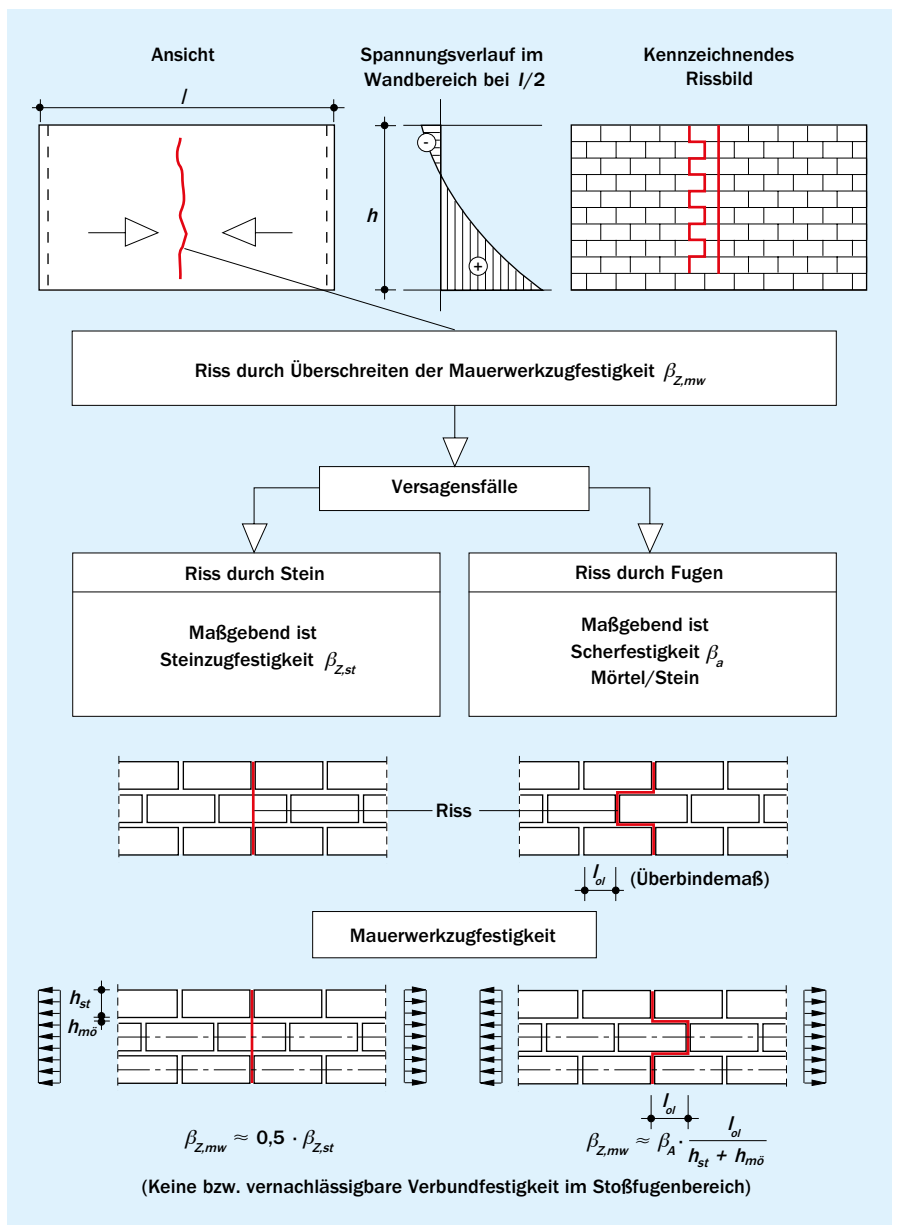 Ansicht
Spannungsverlauf im
Wandbereich bei l/2
Kennzeichnendes
Rissbild
l
h
-
+
Riss durch Überschreiten der Mauerwerkzugfestigkeit β_Z,mw
Versagensfälle
Riss durch Stein
Maßgebend ist
Steinzugfestigkeit β_Z,st
Riss durch Fugen
Maßgebend ist
Scherfestigkeit β_a
Mörtel/Stein
Riss
l_ol (Überbindemaß)
Mauerwerkzugfestigkeit
h_st
h_mö
l_ol
β_Z,mw ≈ 0,5 · β_Z,st
β_Z,mw ≈ β_A · l_ol / (h_st + h_mö)
(Keine bzw. vernachlässigbare Verbundfestigkeit im Stoßfugenbereich)